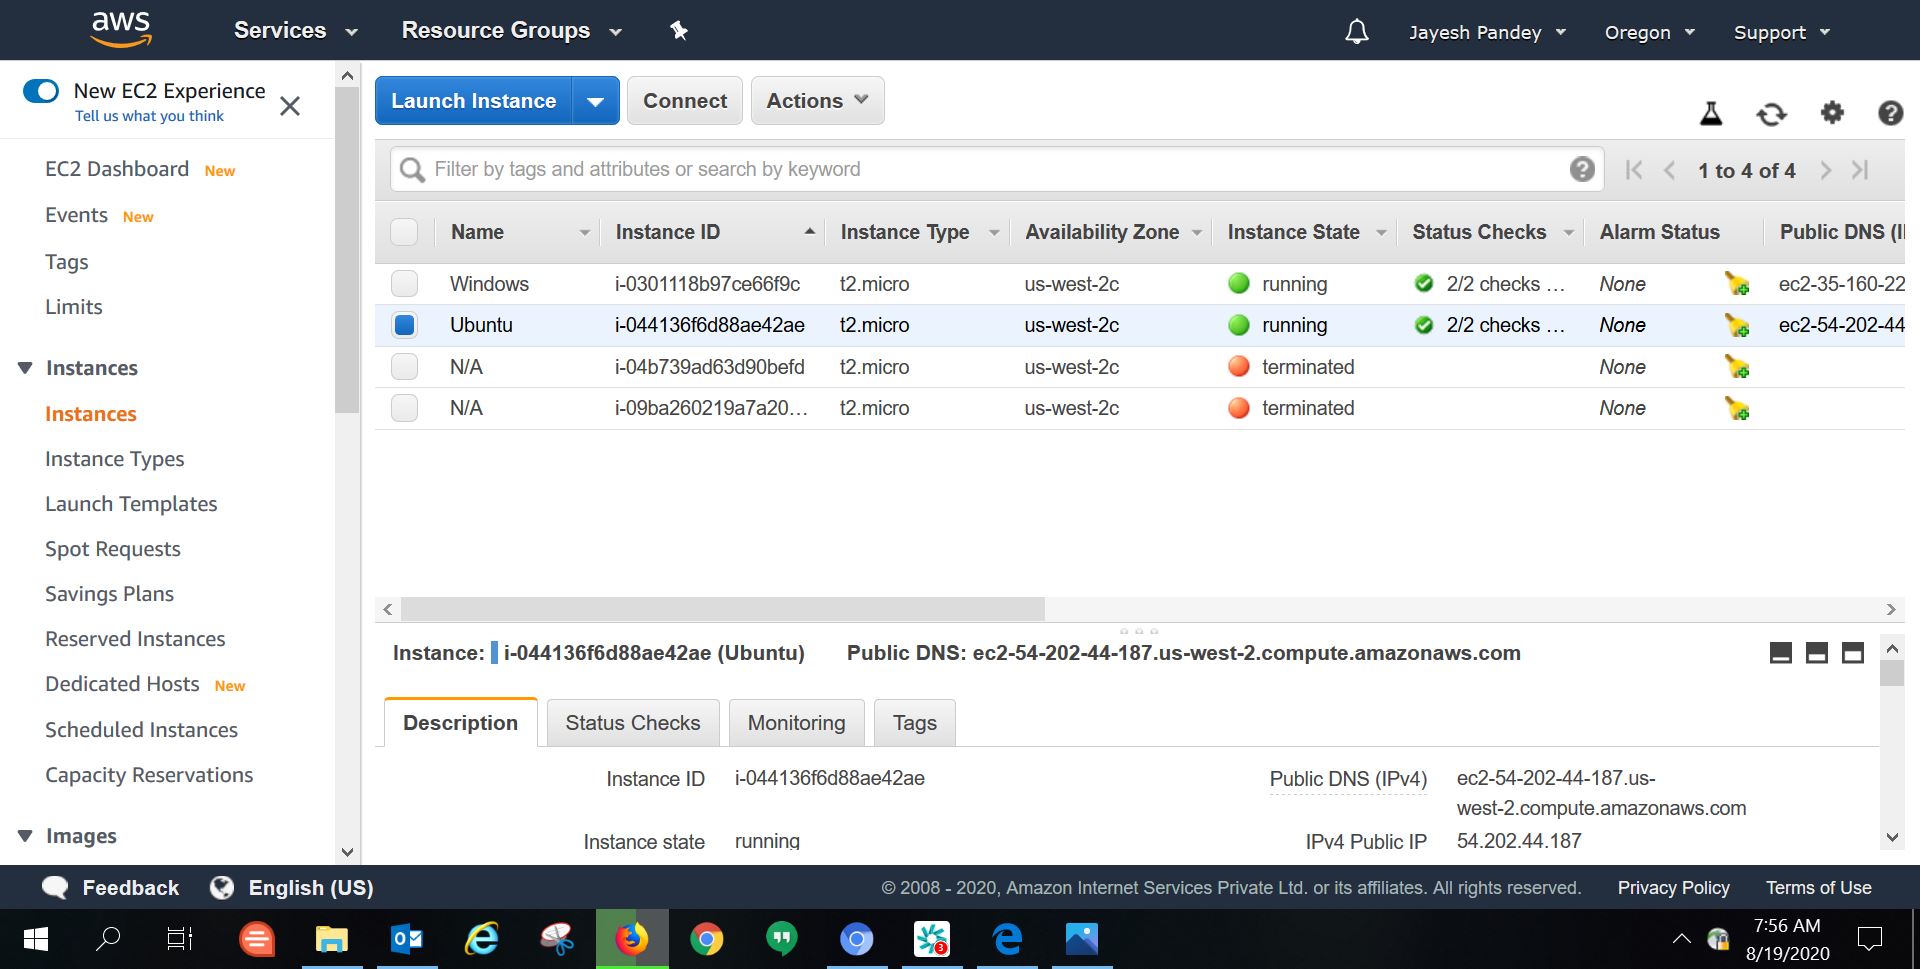 aws Services Resource Groups Jayesh Pandey Oregon Support
New EC2 Experience
Tell us what you think
EC2 Dashboard New
Events New
Tags
Limits
Instances
Instances
Instance Types
Launch Templates
Spot Requests
Savings Plans
Reserved Instances
Dedicated Hosts New
Scheduled Instances
Capacity Reservations
Images
Launch Instance Connect Actions
Filter by tags and attributes or search by keyword 1 to 4 of 4
Name Instance ID Instance Type Availability Zone Instance State Status Checks Alarm Status Public DNS (I
Windows i-0301118b97ce66f9c t2.micro us-west-2c running 2/2 checks ... None ec2-35-160-22
Ubuntu i-044136f6d88ae42ae t2.micro us-west-2c running 2/2 checks ... None ec2-54-202-44
N/A i-04b739ad63d90befd t2.micro us-west-2c terminated None
N/A i-09ba260219a7a20... t2.micro us-west-2c terminated None
Instance: i-044136f6d88ae42ae (Ubuntu) Public DNS: ec2-54-202-44-187.us-west-2.compute.amazonaws.com
Description Status Checks Monitoring Tags
Instance ID i-044136f6d88ae42ae Public DNS (IPv4) ec2-54-202-44-187.us-
west-2.compute.amazonaws.com
Instance state running IPv4 Public IP 54.202.44.187
Feedback English (US) © 2008 - 2020, Amazon Internet Services Private Ltd. or its affiliates. All rights reserved. Privacy Policy Terms of Use
7:56 AM
8/19/2020